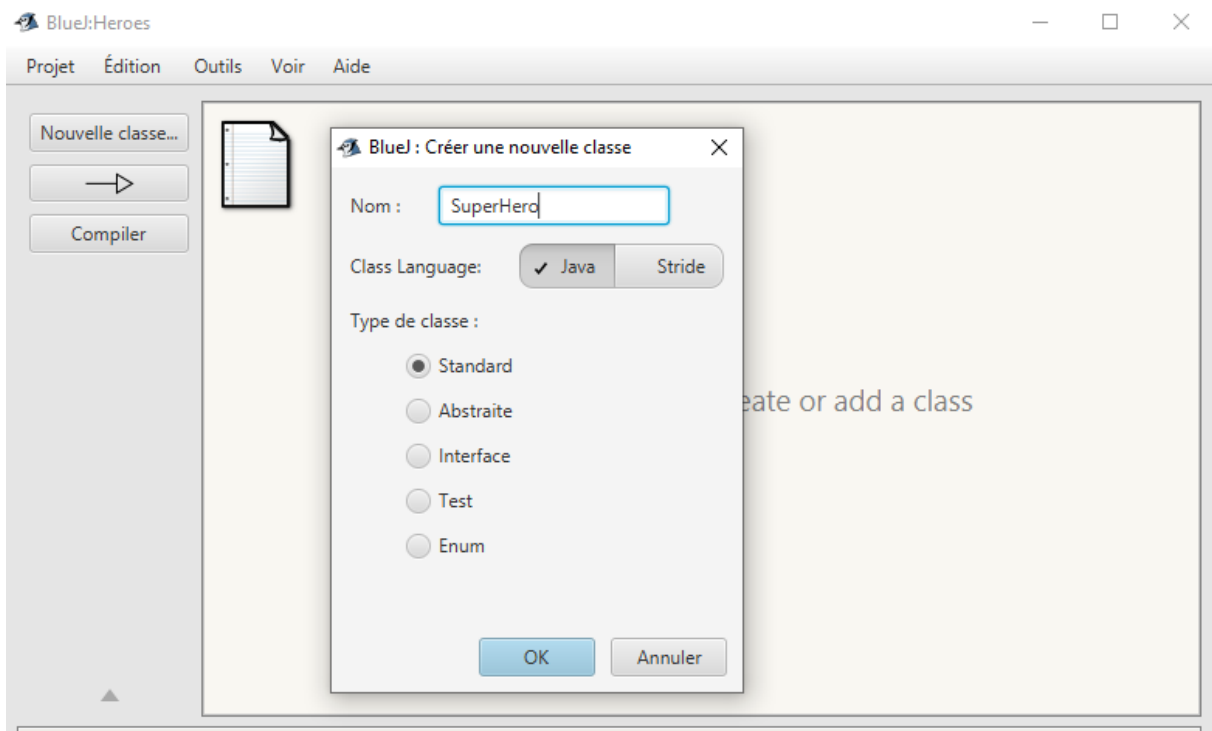 BlueJ:Heroes
Projet Édition Outils Voir Aide
Nouvelle classe...
Compiler
BlueJ : Créer une nouvelle classe
Nom : SuperHero
Class Language: Java Stride
Type de classe :
Standard
Abstraite
eate or add a class
Interface
Test
Enum
OK Annuler